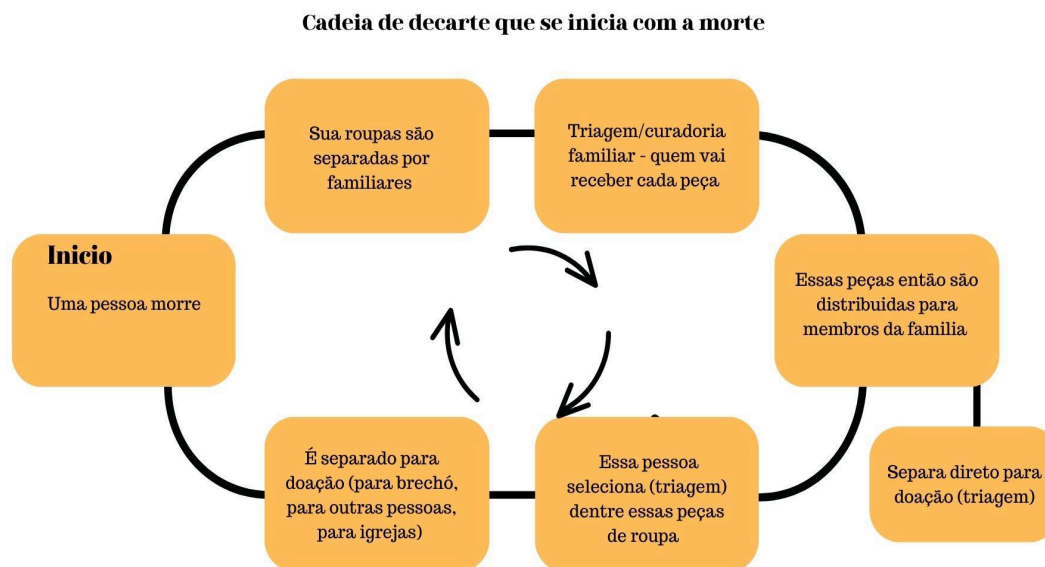 Cadeia de decarte que se inicia com a morte
Sua roupas são
separadas por
familiares
Triagem/curadoria
familiar - quem vai
receber cada peça
Inicio
Uma pessoa morre
Essas peças então são
distribuidas para
membros da familia
É separado para
doação (para brechó,
para outras pessoas,
para igrejas)
Essa pessoa
seleciona (triagem)
dentre essas peças
de roupa
Separa direto para
doação (triagem)